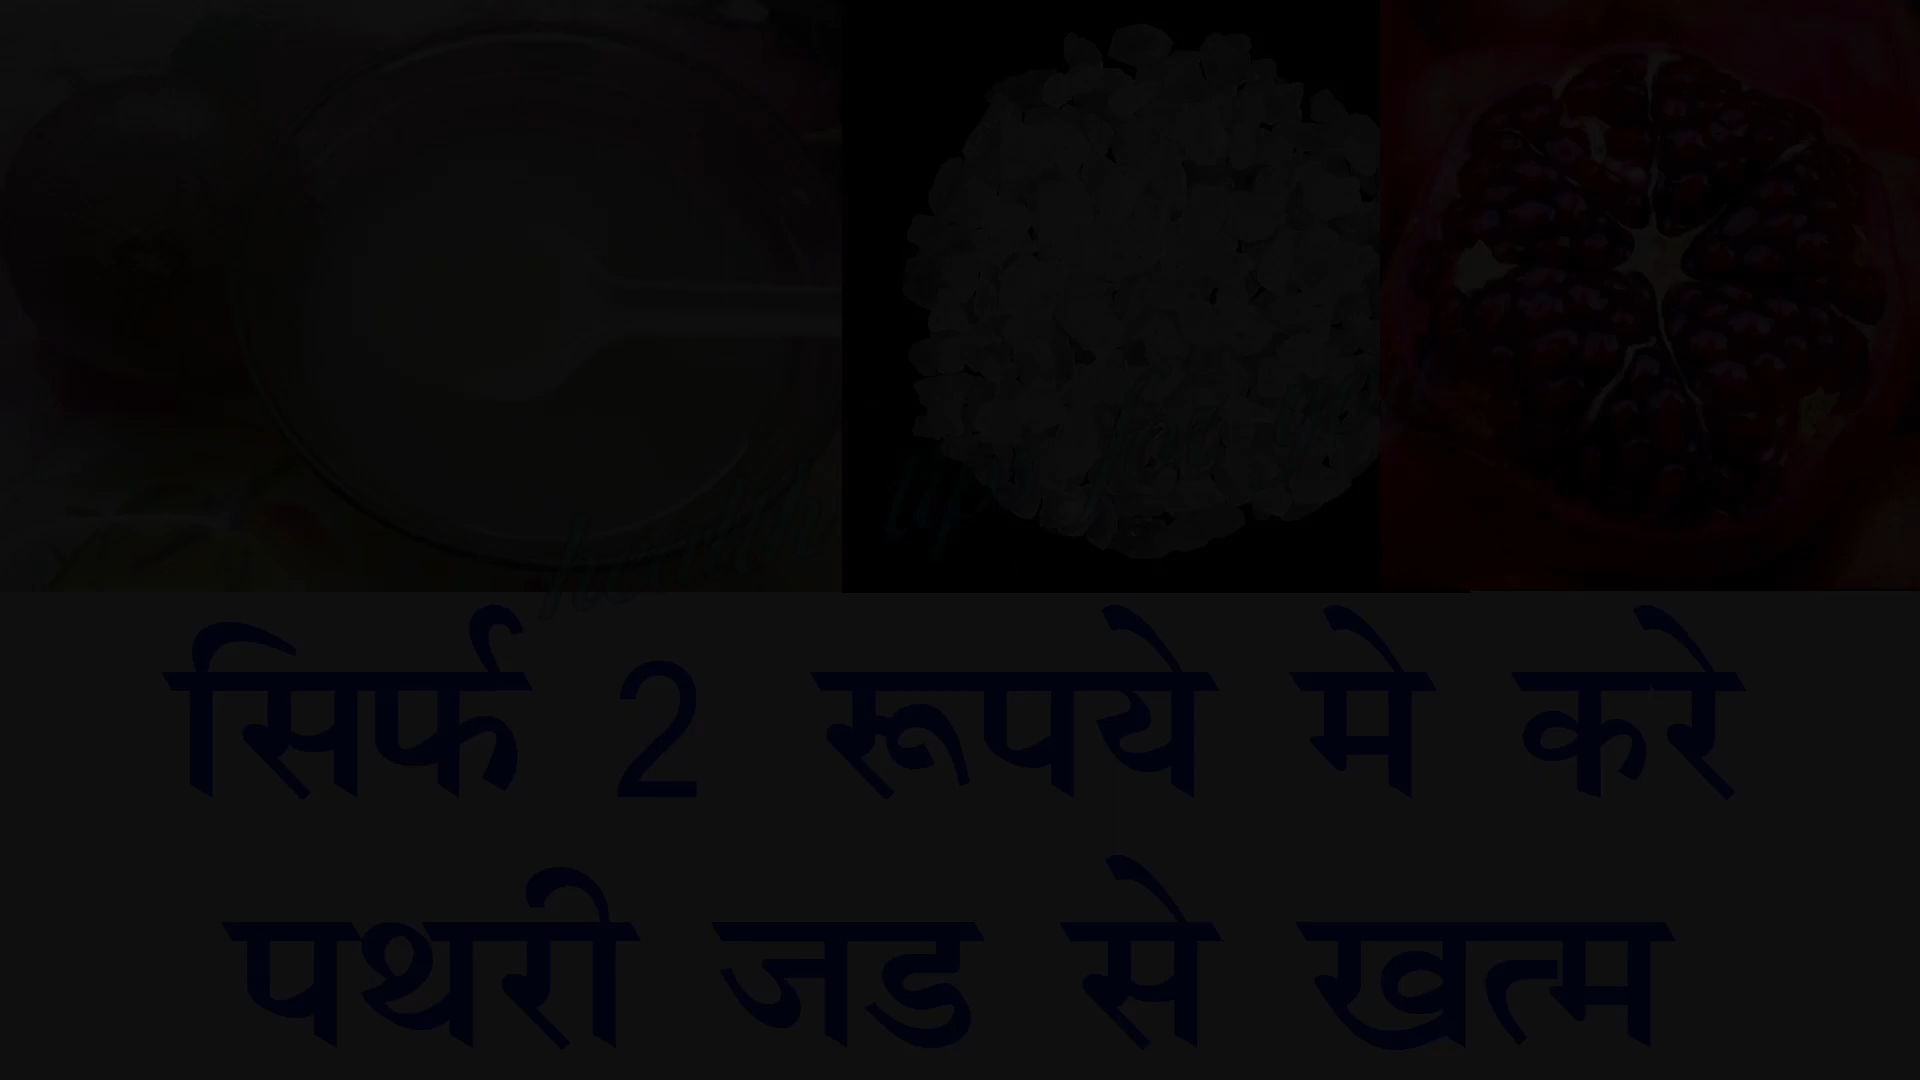 सिर्फ 2 रूपये मे करे
पथरी जड से खत्म